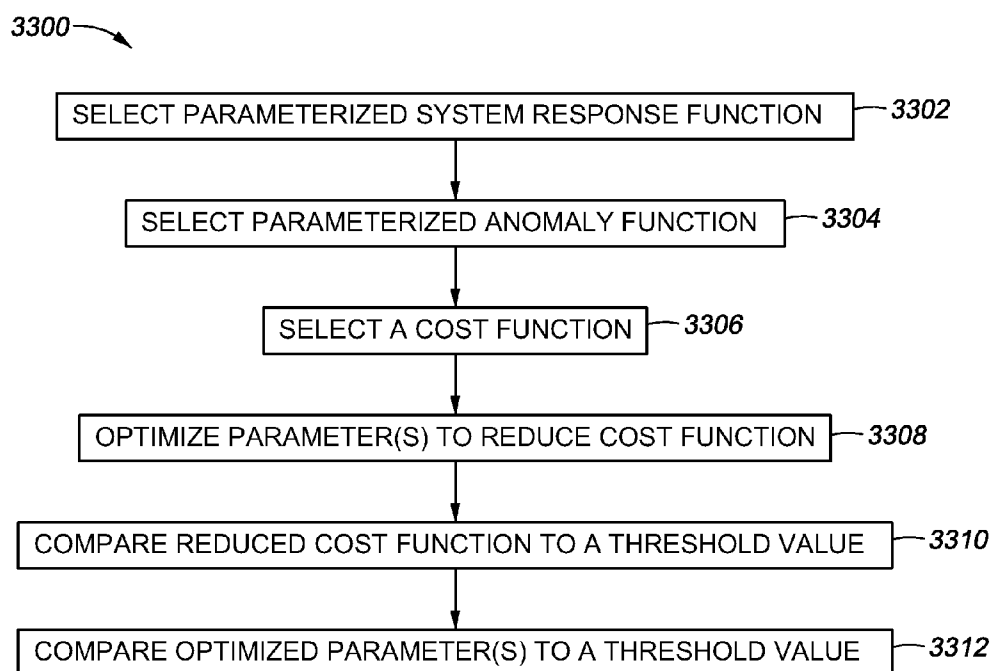 3300
SELECT PARAMETERIZED SYSTEM RESPONSE FUNCTION
3302
SELECT PARAMETERIZED ANOMALY FUNCTION
3304
SELECT A COST FUNCTION
3306
OPTIMIZE PARAMETER(S) TO REDUCE COST FUNCTION
3308
COMPARE REDUCED COST FUNCTION TO A THRESHOLD VALUE
3310
COMPARE OPTIMIZED PARAMETER(S) TO A THRESHOLD VALUE
3312